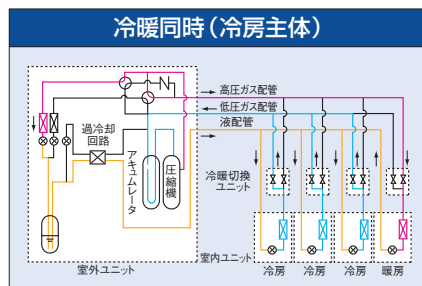 冷暖同時（冷房主体）
高圧ガス配管
低圧ガス配管
液配管
過冷却
回路
アキュムレータ
圧縮機
冷暖切換
ユニット
室外ユニット
室内ユニット
冷房
冷房
冷房
暖房